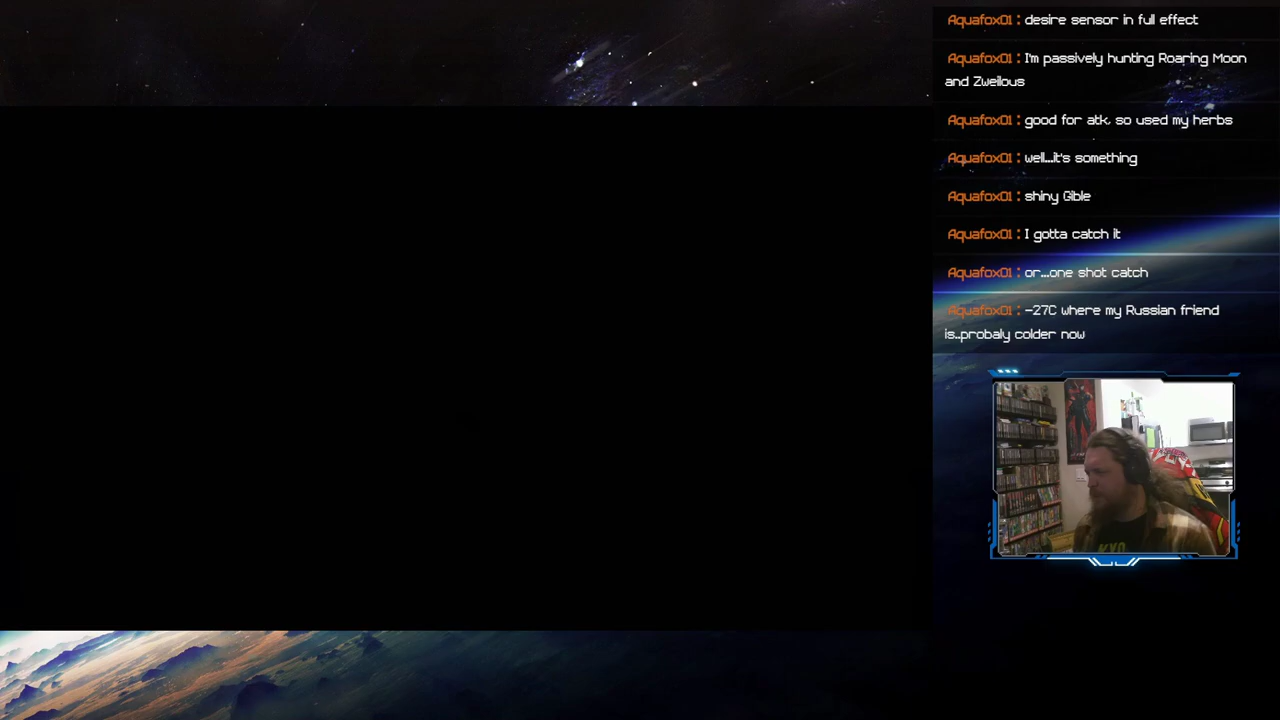 Aquafox01 : desire sensor in full effect
Aquafox01 : I'm passively hunting Roaring Moon
and Zweilous
Aquafox01 : good for atk, so used my herbs
Aquafox01 : well...it's something
Aquafox01 : shiny Gible
Aquafox01 : I gotta catch it
Aquafox01 : or...one shot catch
Aquafox01 : -27C where my Russian friend
is..probaly colder now